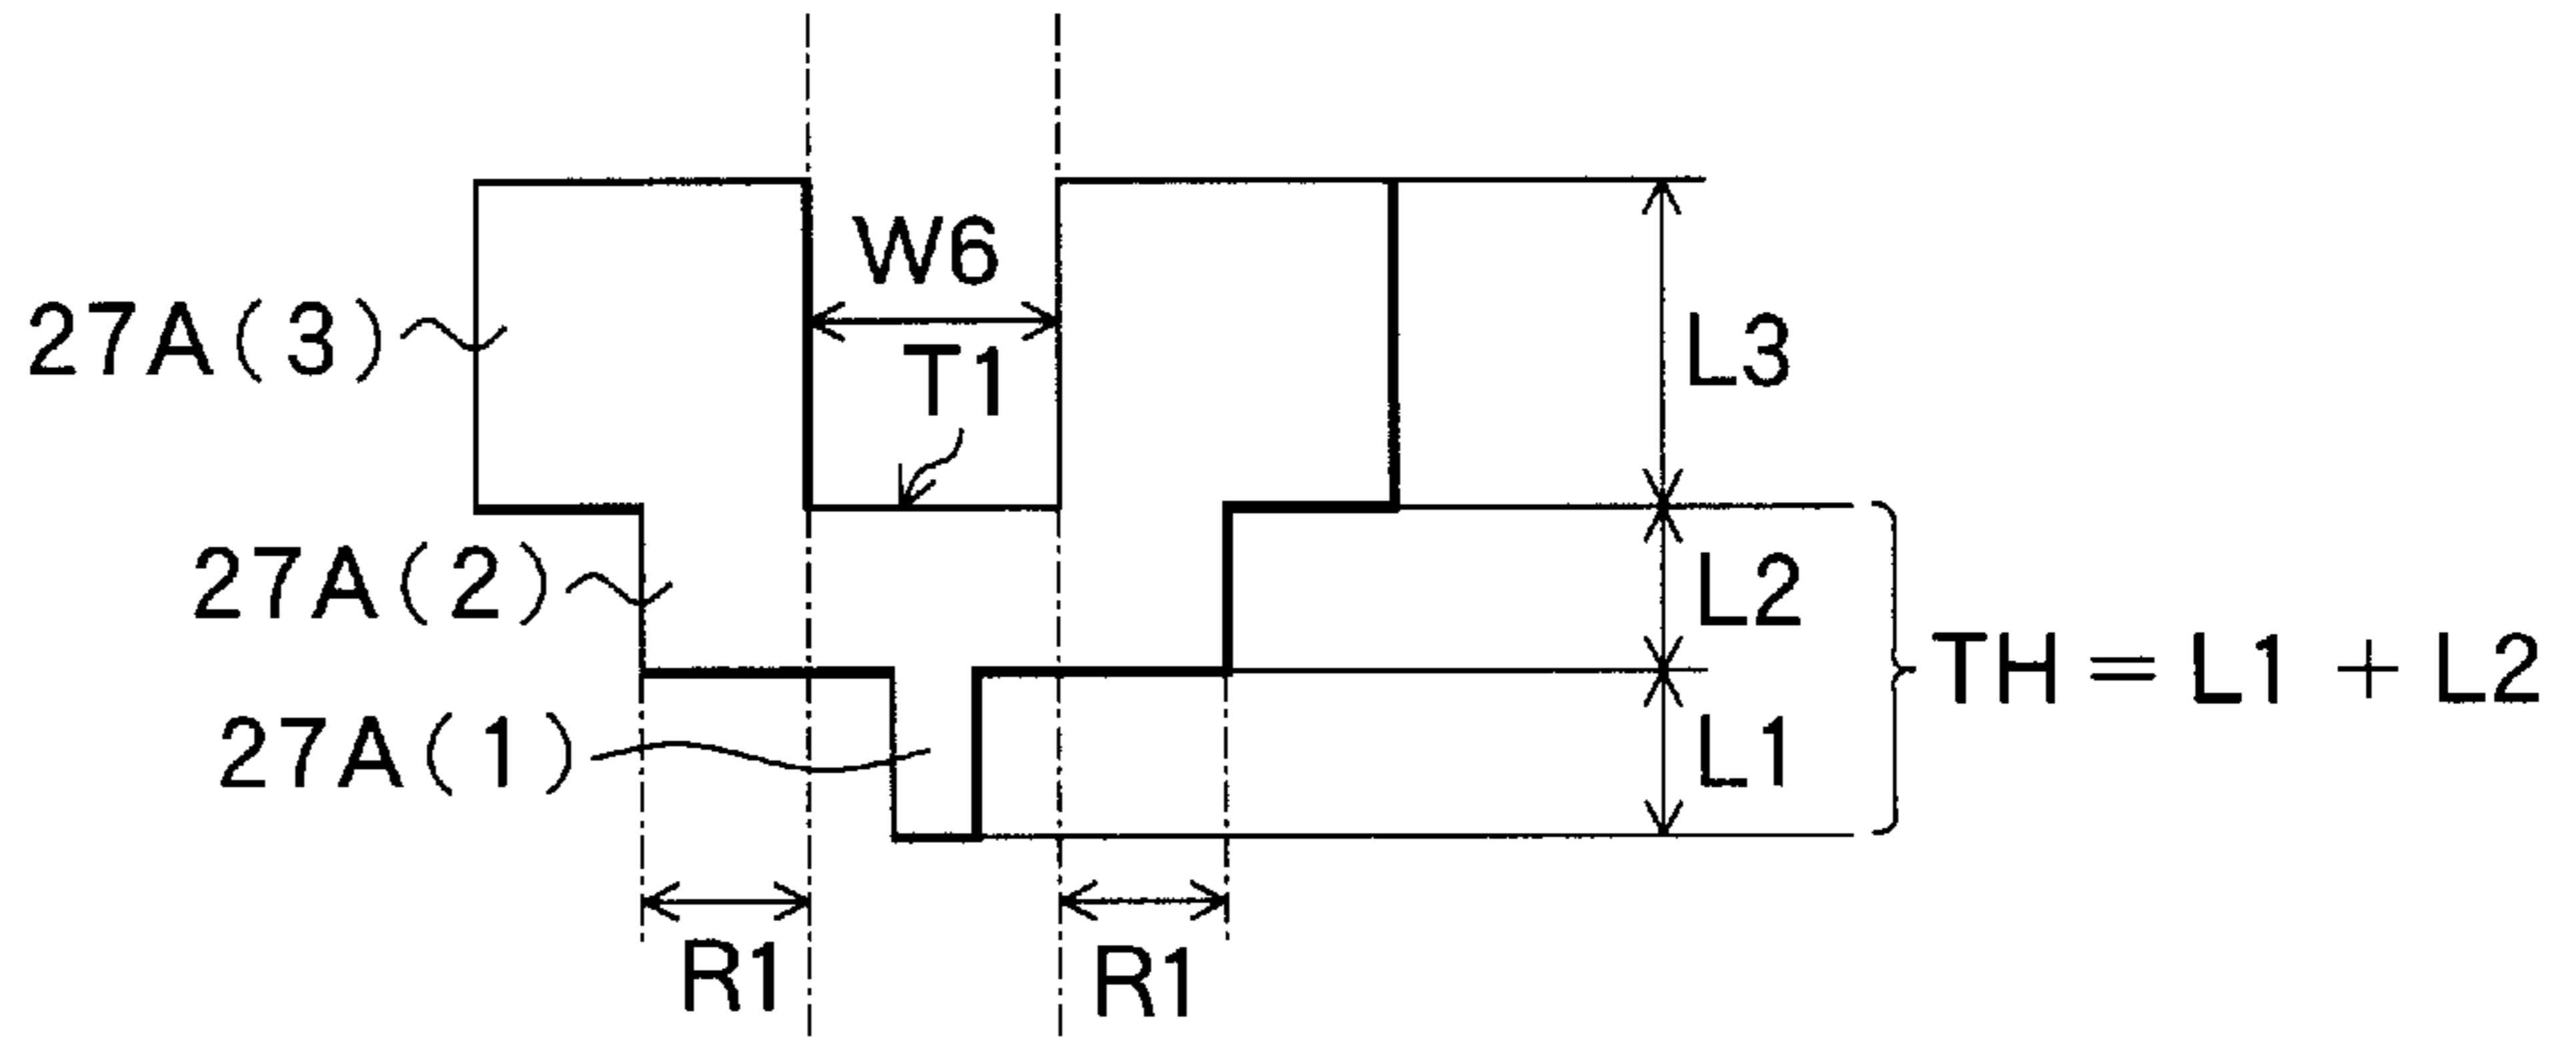 W6
27A(3)
T1
L3
27A(2)
L2
TH = L1 + L2
27A(1)
L1
R1
R1